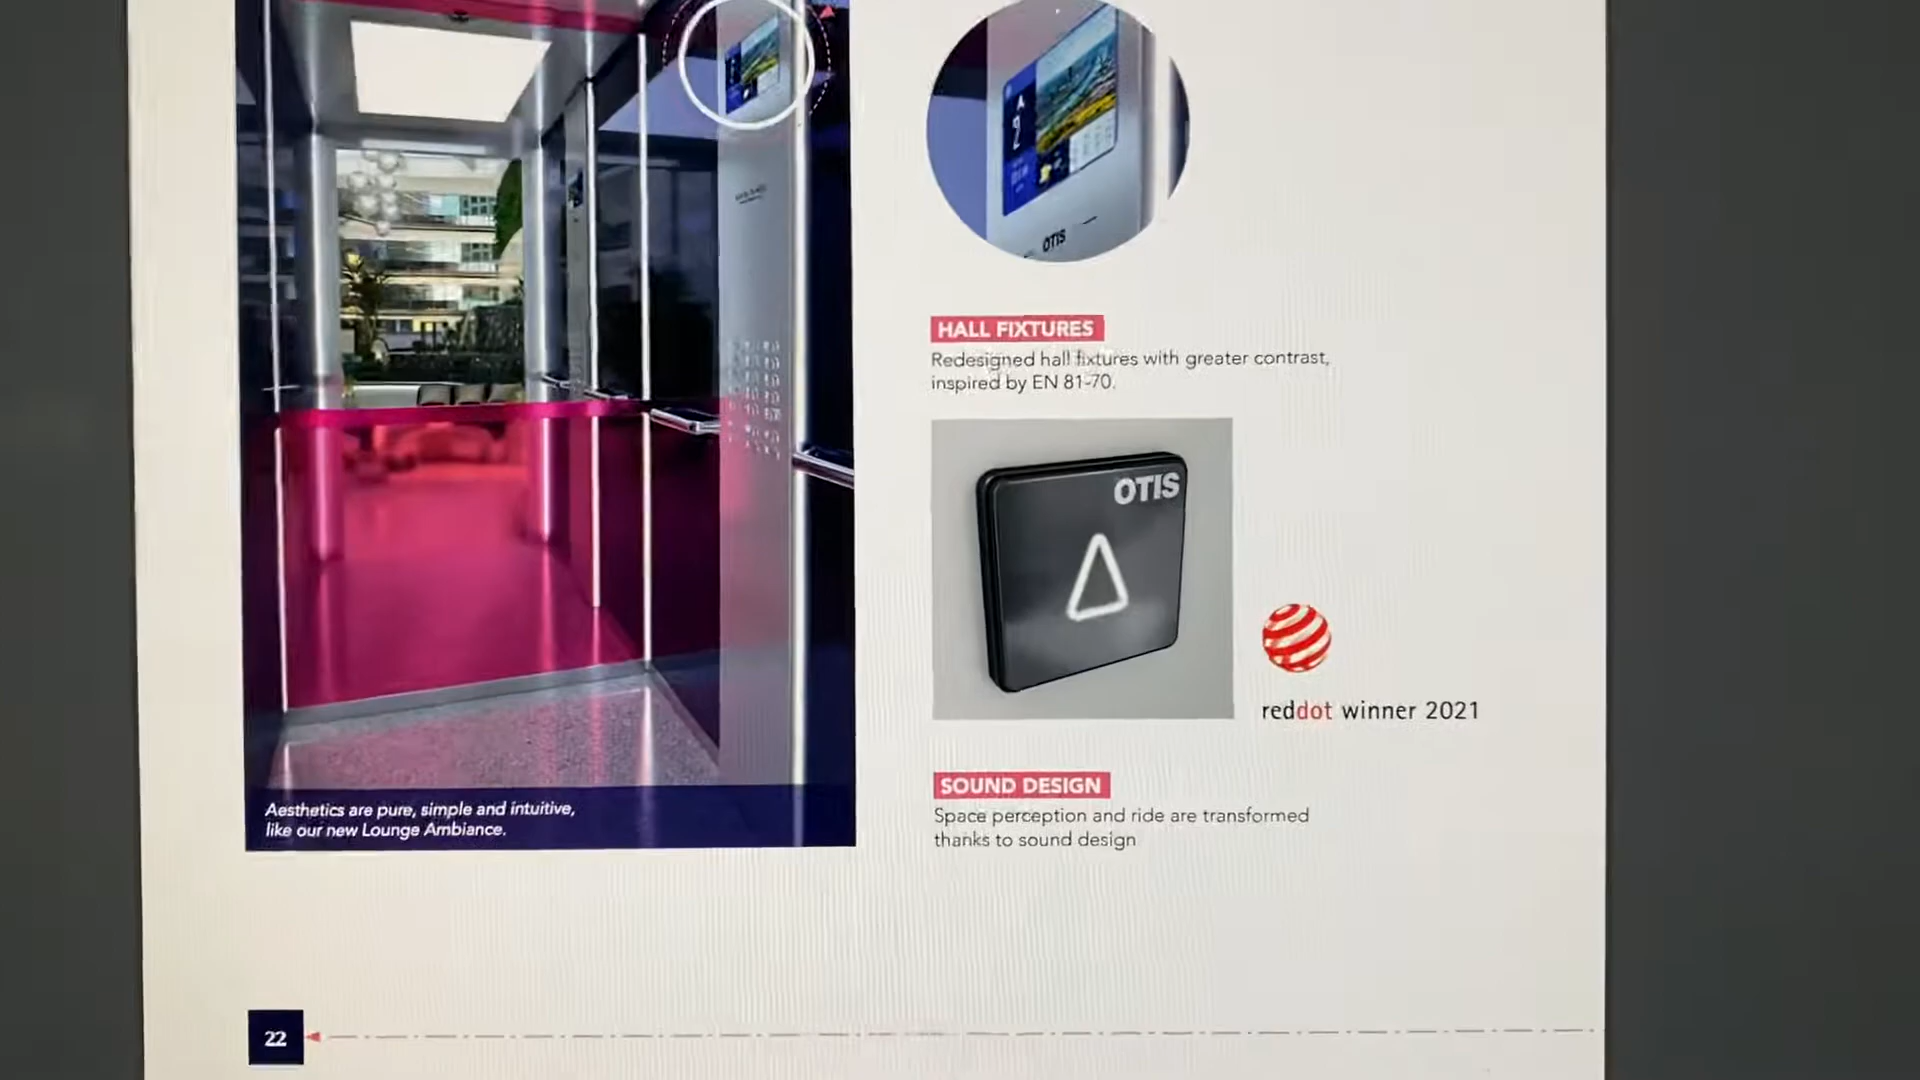 Aesthetics are pure, simple and intuitive,
like our new Lounge Ambiance.
OTIS
HALL FIXTURES
Redesigned hall fixtures with greater contrast,
inspired by EN 81-70.
OTIS
reddot winner 2021
SOUND DESIGN
Space perception and ride are transformed
thanks to sound design
22